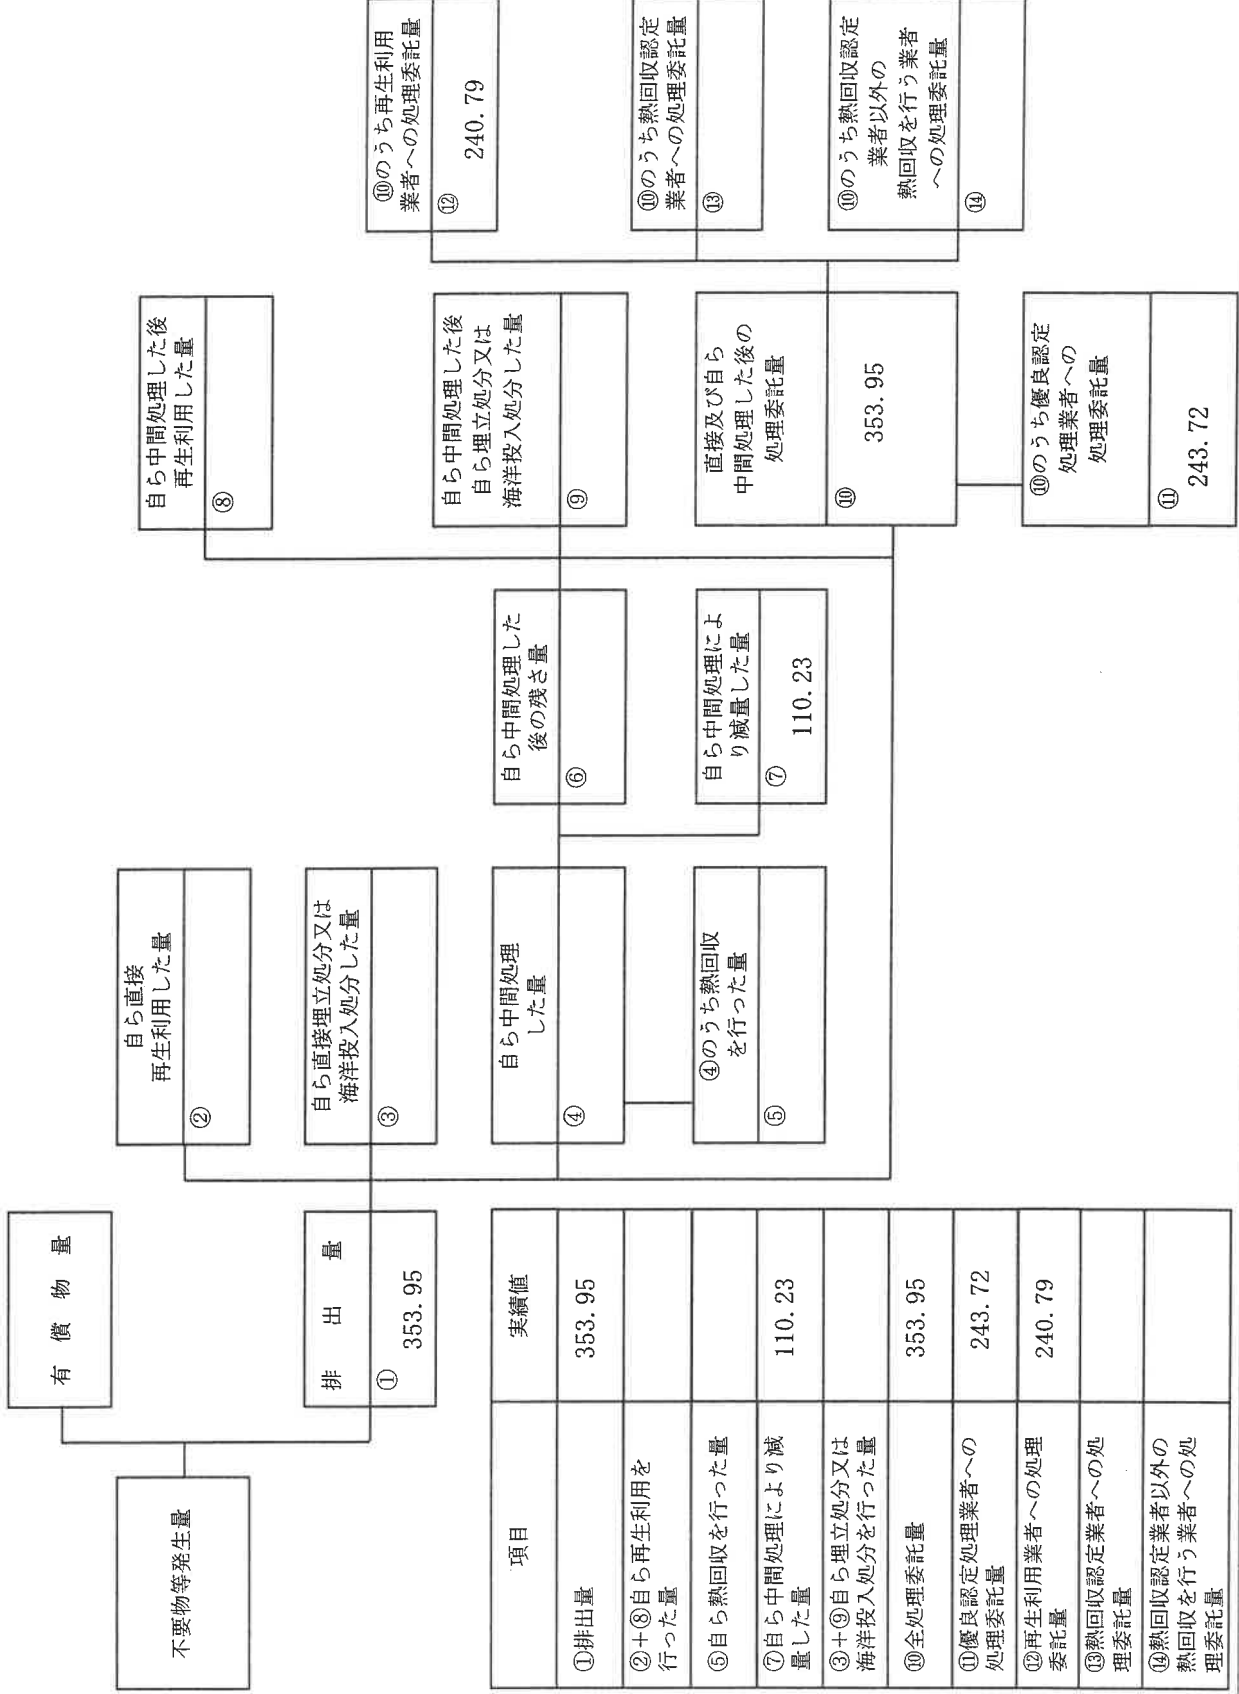 不要物等発生量
有償物量
排出量
①
353.95
自ら直接
再生利用した量
②
自ら直接埋立処分又は
海洋投入処分した量
③
自ら中間処理
した量
④
④のうち熱回収
を行った量
⑤
自ら中間処理した
後の残さ量
⑥
自ら中間処理によ
り減量した量
⑦
110.23
自ら中間処理した後
再生利用した量
⑧
自ら中間処理した後
自ら埋立処分又は
海洋投入処分した量
⑨
直接及び自ら
中間処理した後の
処理委託量
⑩
353.95
⑩のうち優良認定
処理業者への
処理委託量
⑪
243.72
⑩のうち再生利用
業者への処理委託量
⑫
240.79
⑩のうち熱回収認定
業者への処理委託量
⑬
⑩のうち熱回収認定
業者以外の
熱回収を行う業者
への処理委託量
⑭
項目 実績値
①排出量 353.95
②+⑧自ら再生利用を
行った量
⑤自ら熱回収を行った量
⑦自ら中間処理により減
量した量 110.23
③+⑨自ら埋立処分又は
海洋投入処分を行った量
⑩全処理委託量 353.95
⑪優良認定処理業者への
処理委託量 243.72
⑫再生利用業者への処理
委託量 240.79
⑬熱回収認定業者への処
理委託量
⑭熱回収認定業者以外の
熱回収を行う業者への処
理委託量